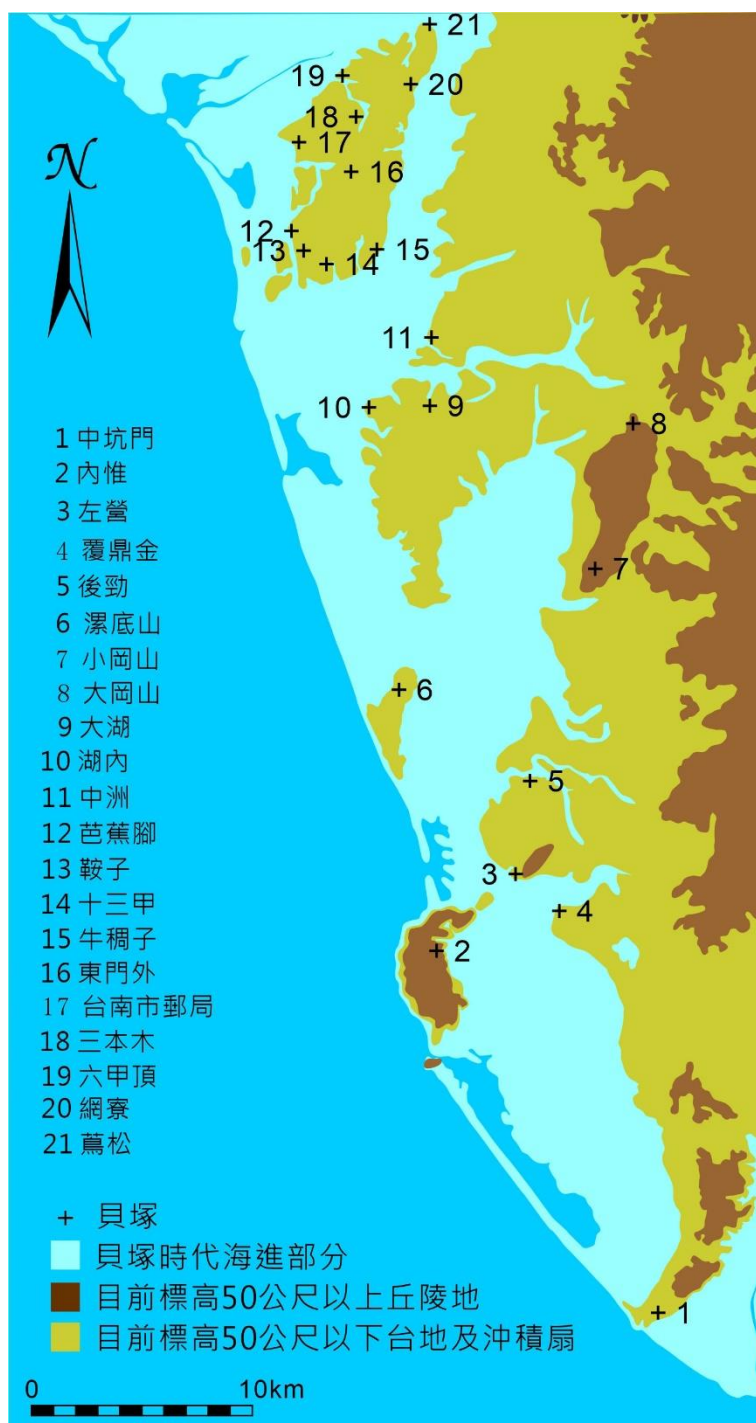 21
19
20
18
17
N
16
12
13
15
14
11
10
9
8
7
6
5
3
4
2
1
1 中坑門
2 內惟
3 左營
4 覆鼎金
5 後勁
6 漯底山
7 小岡山
8 大岡山
9 大湖
10 湖內
11 中洲
12 芭蕉腳
13 鞍子
14 十三甲
15 牛稠子
16 東門外
17 台南市郵局
18 三本木
19 六甲頂
20 網寮
21 蔦松
+ 貝塚
貝塚時代海進部分
目前標高50公尺以上丘陵地
目前標高50公尺以下台地及沖積扇
0 10km